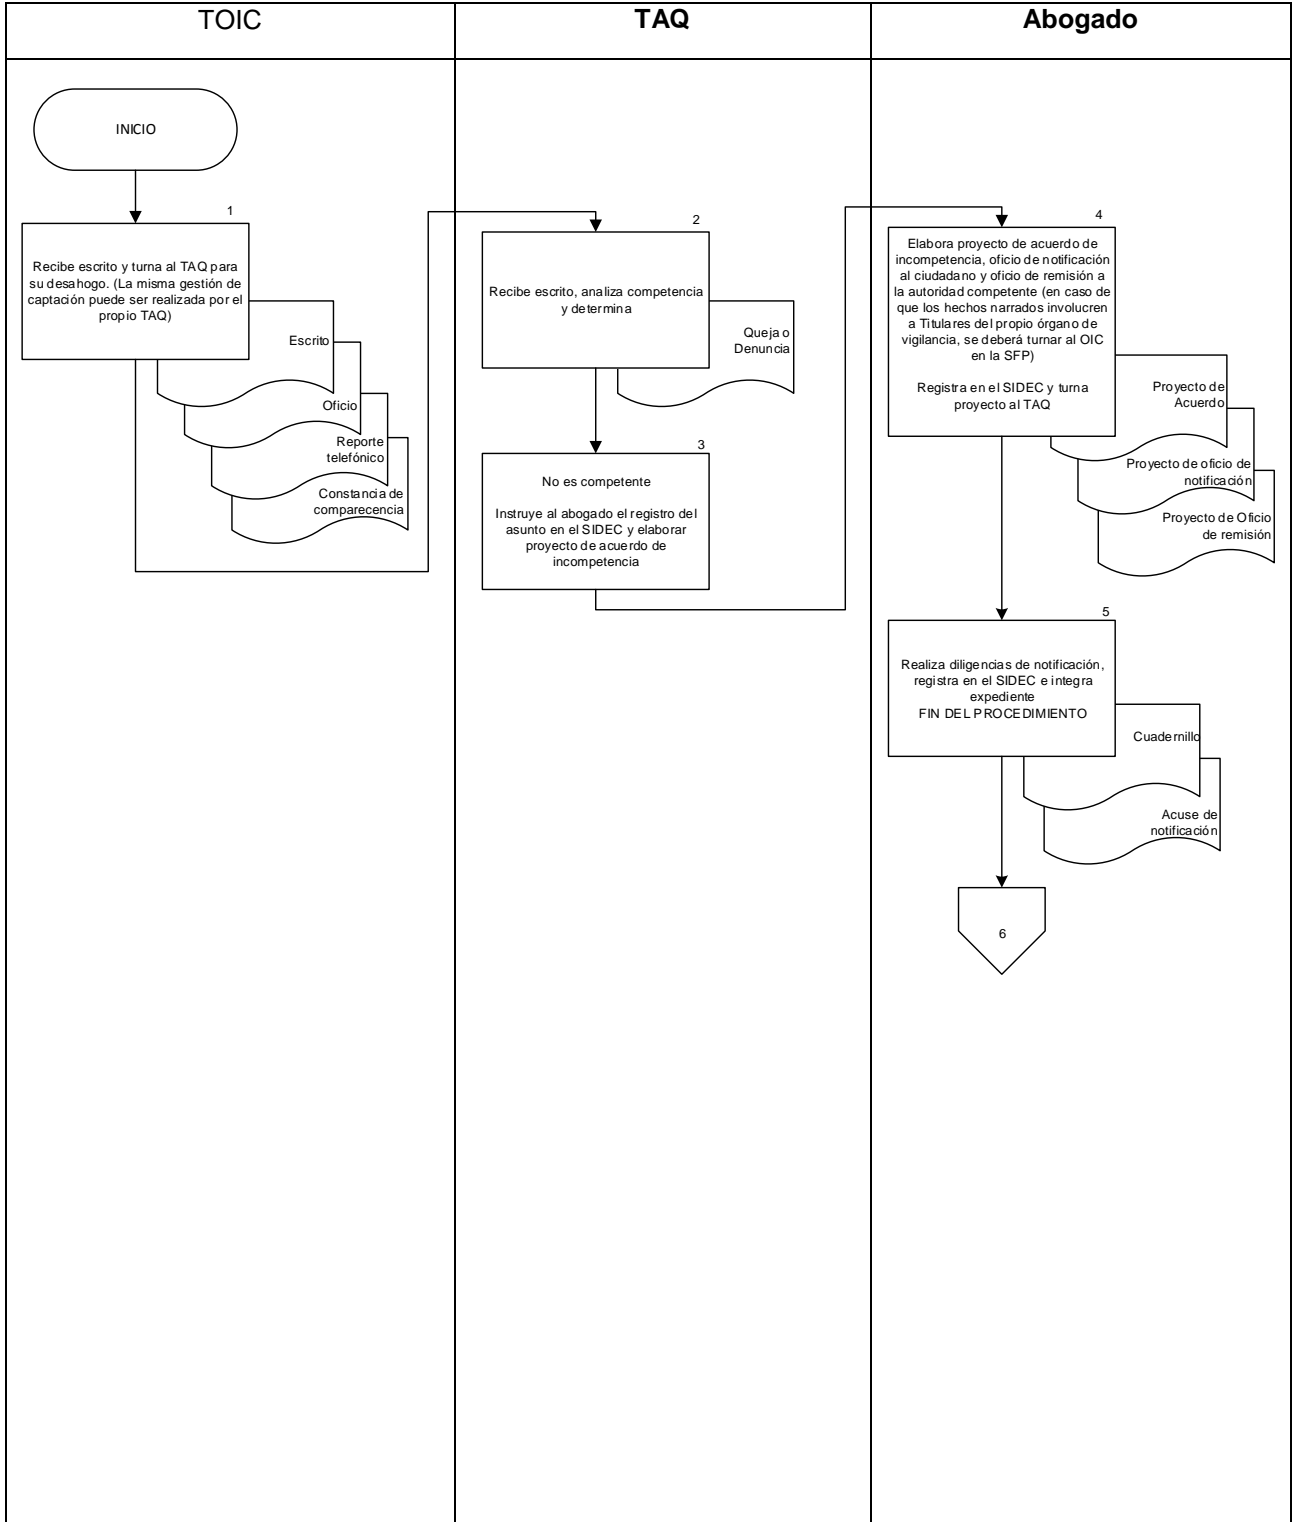 TOIC
TAQ
Abogado
INICIO
1
Recibe escrito y turna al TAQ para
su desahogo. (La misma gestión de
captación puede ser realizada por el
propio TAQ)
Escrito
Oficio
Reporte
telefónico
Constancia de
comparecencia
2
Recibe escrito, analiza competencia
y determina
Queja o
Denuncia
3
No es competente
Instruye al abogado el registro del
asunto en el SIDEC y elaborar
proyecto de acuerdo de
incompetencia
4
Elabora proyecto de acuerdo de
incompetencia, oficio de notificación
al ciudadano y oficio de remisión a
la autoridad competente (en caso de
que los hechos narrados involucren
a Titulares del propio órgano de
vigilancia, se deberá turnar al OIC
en la SFP)
Registra en el SIDEC y turna
proyecto al TAQ
Proyecto de
Acuerdo
Proyecto de oficio de
notificación
Proyecto de Oficio
de remisión
5
Realiza diligencias de notificación,
registra en el SIDEC e integra
expediente
FIN DEL PROCEDIMIENTO
Cuadernillo
Acuse de
notificación
6